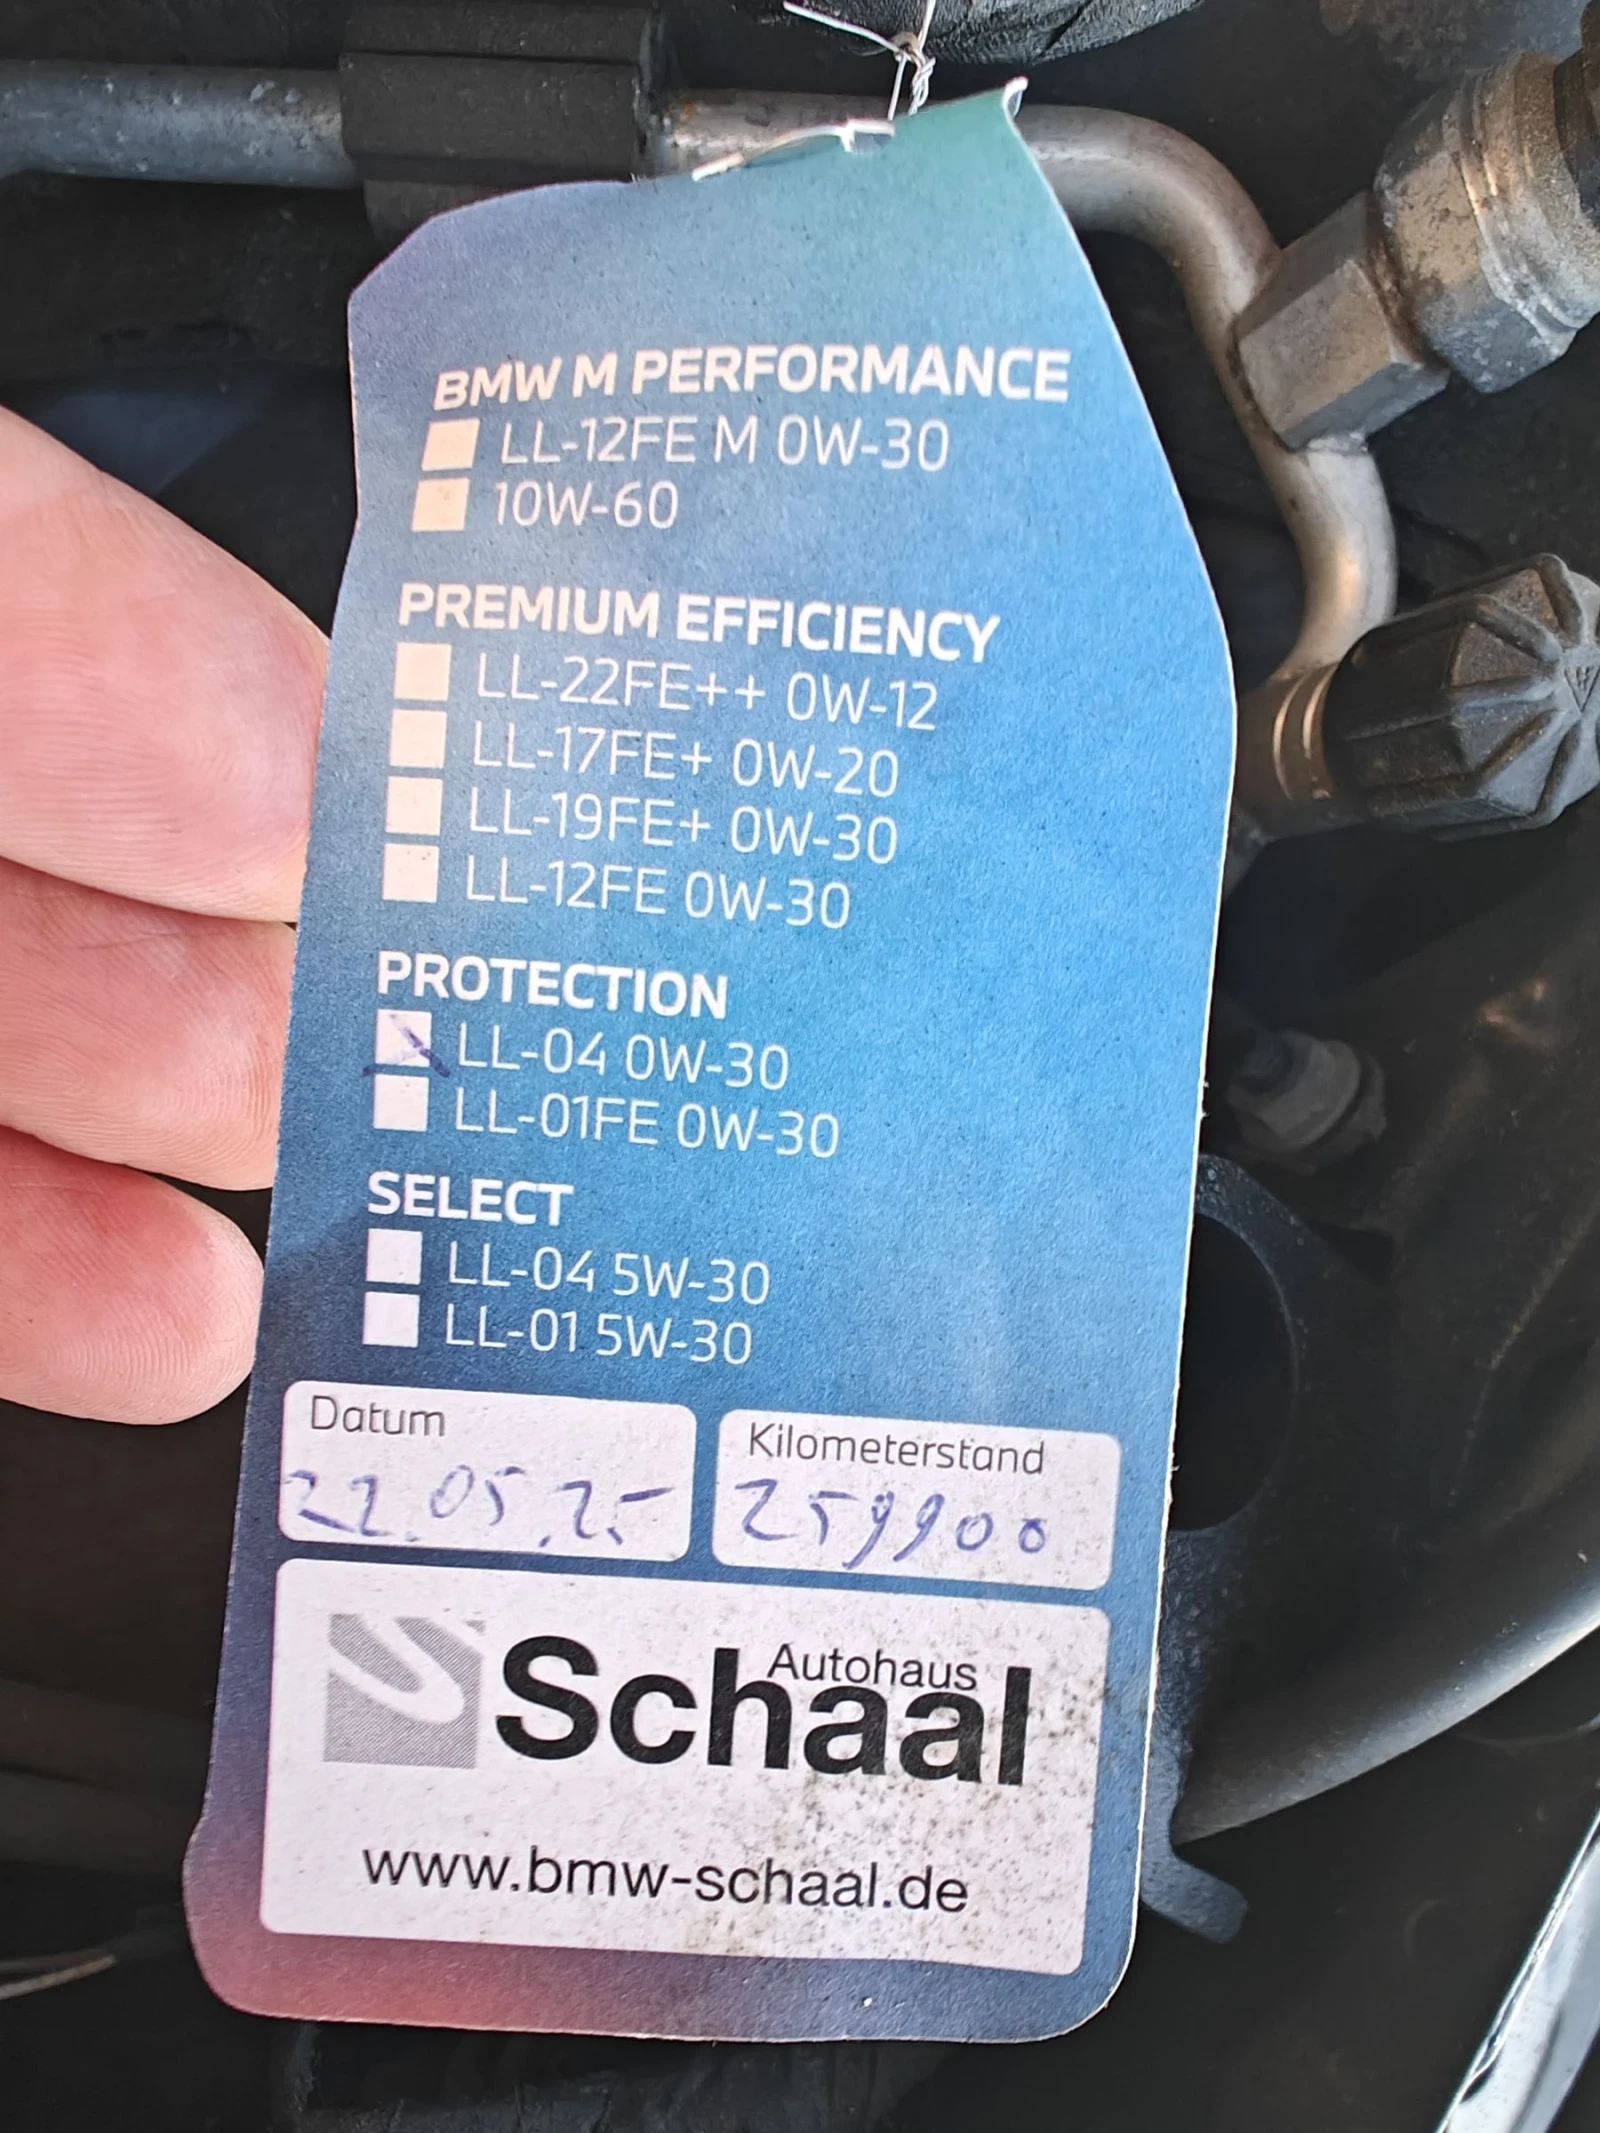 BMW M PERFORMANCE
LL-12FE M 0W-30
10W-60
PREMIUM EFFICIENCY
LL-22FE++ 0W-12
LL-17FE+ 0W-20
LL-19FE+ 0W-30
LL-12FE 0W-30
PROTECTION
LL-04 0W-30
LL-01FE 0W-30
SELECT
LL-04 5W-30
LL-01 5W-30
Datum
22.05.25
Kilometerstand
259900
Autohaus
Schaal
www.bmw-schaal.de